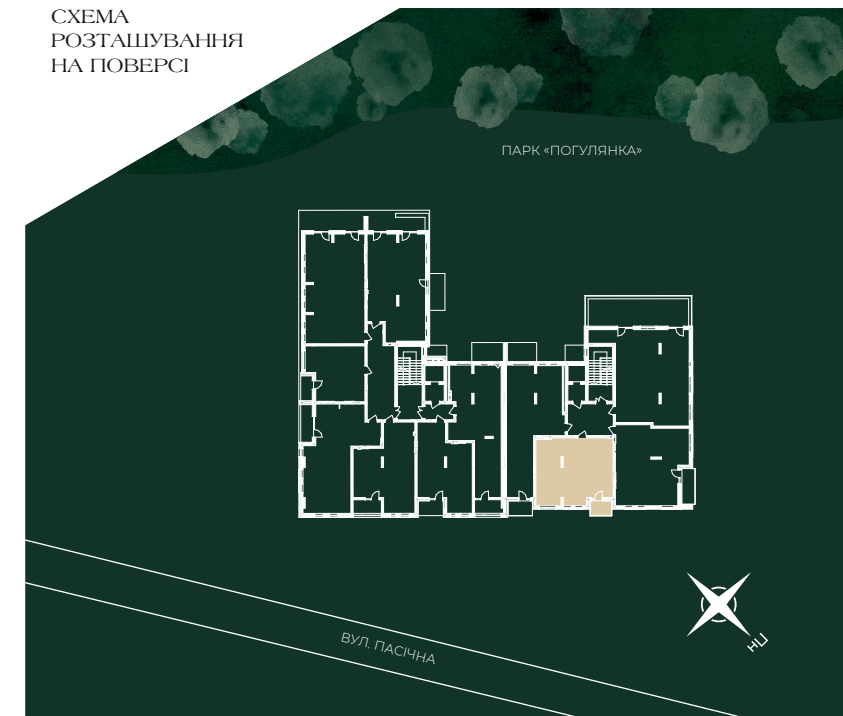 СХЕМА
РОЗТАШУВАННЯ
НА ПОВЕРСІ
ПАРК «ПОГУЛЯНКА»
ВУЛ. ПАСІЧНА
ПН